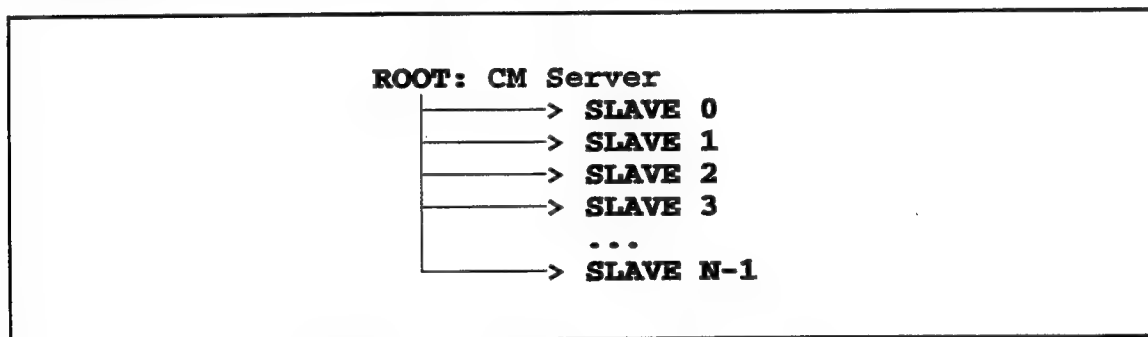 ROOT: CM Server
SLAVE 0
SLAVE 1
SLAVE 2
SLAVE 3
...
SLAVE N-1